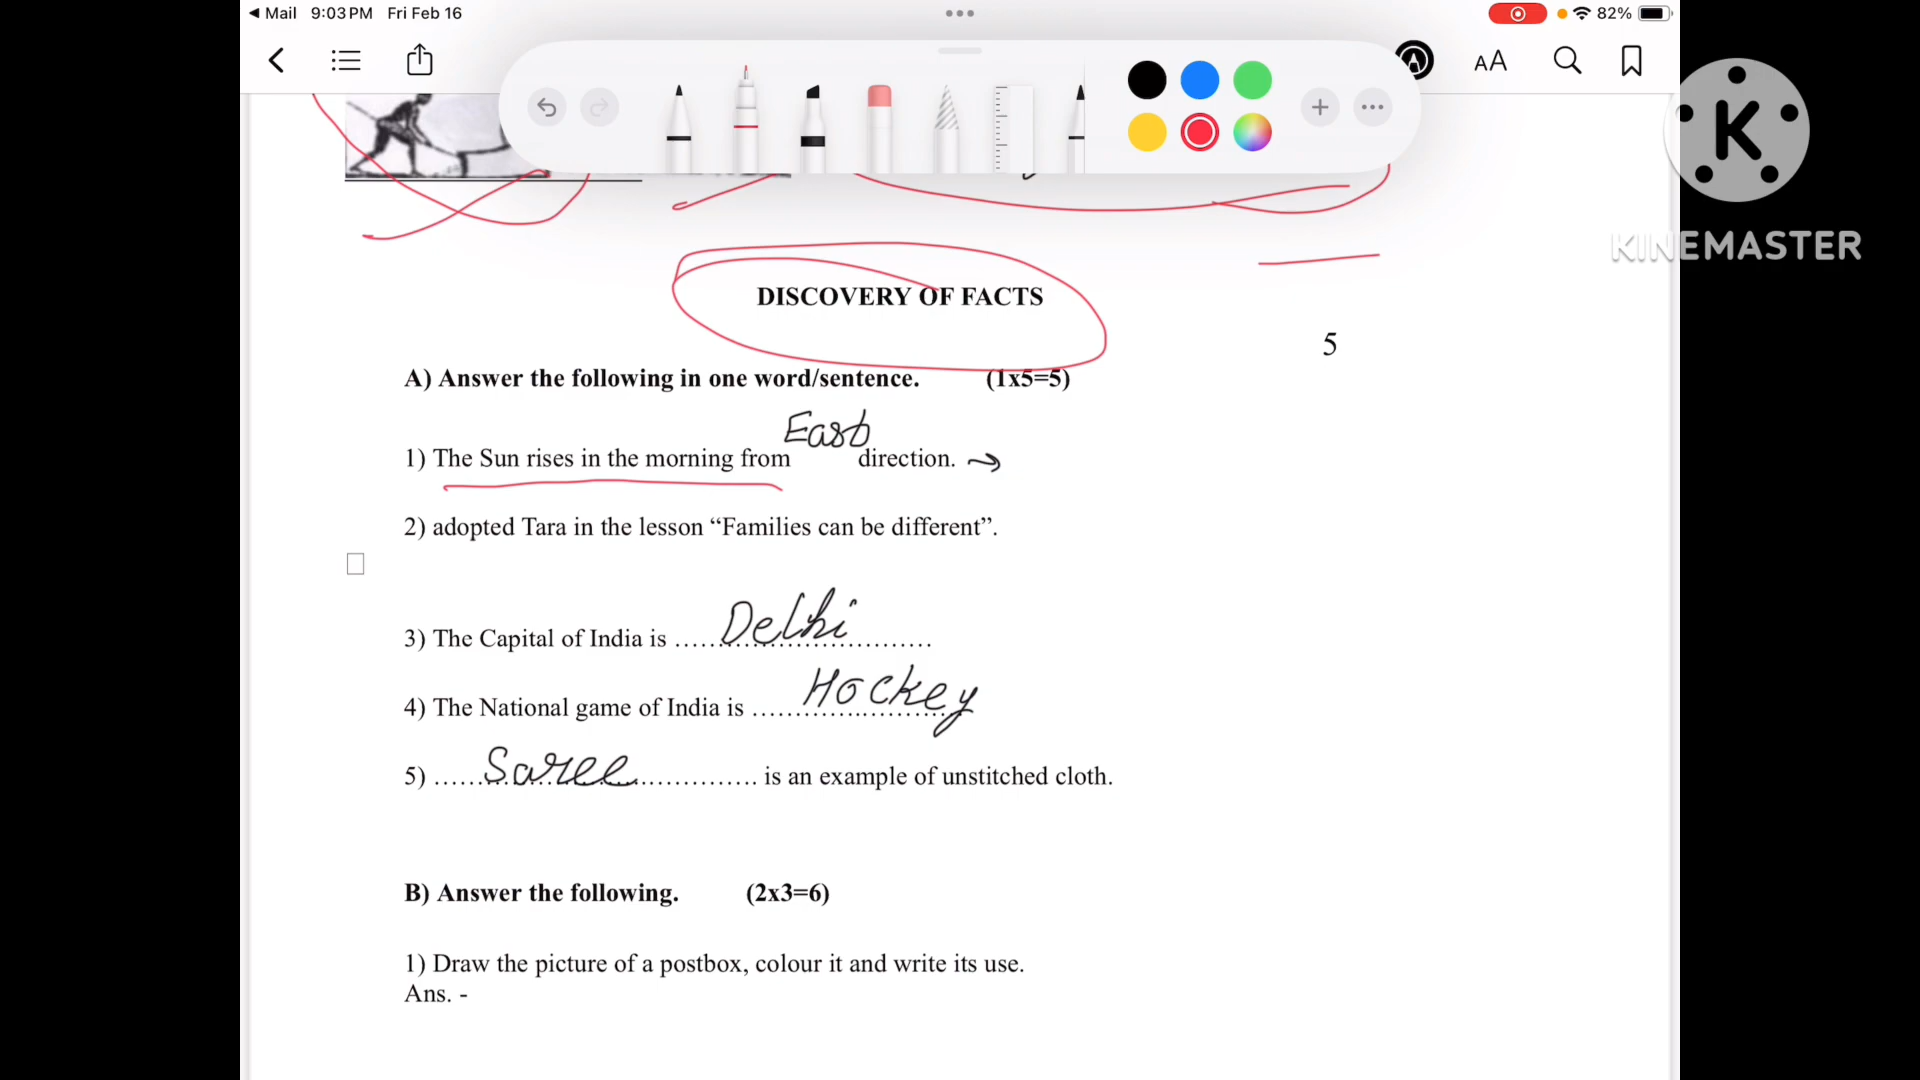 Mail 9:03 PM Fri Feb 16
82%
AA
K
KINEMASTER
DISCOVERY OF FACTS
5
A) Answer the following in one word/sentence. (1x5=5)
1) The Sun rises in the morning from East direction.
2) adopted Tara in the lesson “Families can be different”.
3) The Capital of India is .....Delhi..........
4) The National game of India is ............Hockey
5) ......Saree............. is an example of unstitched cloth.
B) Answer the following. (2x3=6)
1) Draw the picture of a postbox, colour it and write its use.
Ans. -